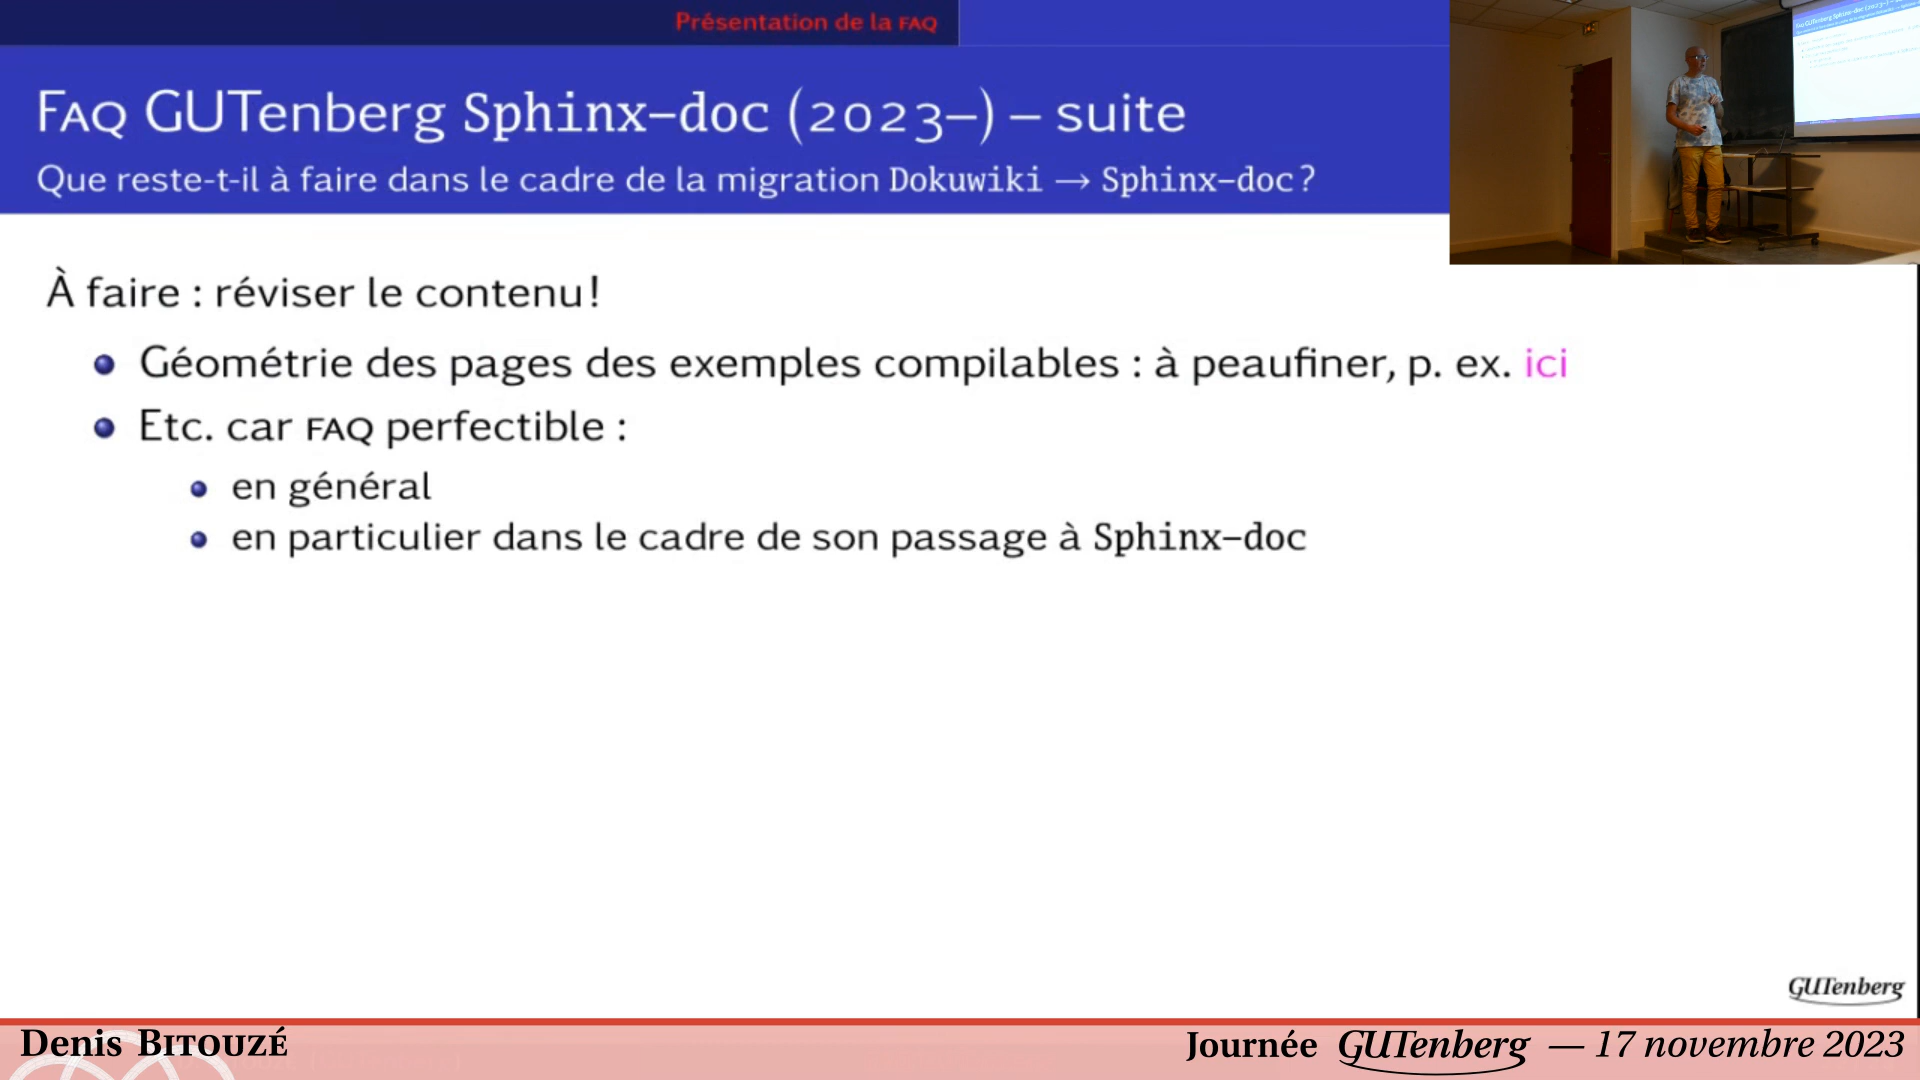 Présentation de la FAQ
FAQ GUTenberg Sphinx-doc (2023–) – suite
Que reste-t-il à faire dans le cadre de la migration Dokuwiki → Sphinx-doc ?
À faire : réviser le contenu !
Géométrie des pages des exemples compilables : à peaufiner, p. ex. ici
Etc. car FAQ perfectible :
en général
en particulier dans le cadre de son passage à Sphinx-doc
GUTenberg
Denis BITOUZÉ
Journée GUTenberg — 17 novembre 2023